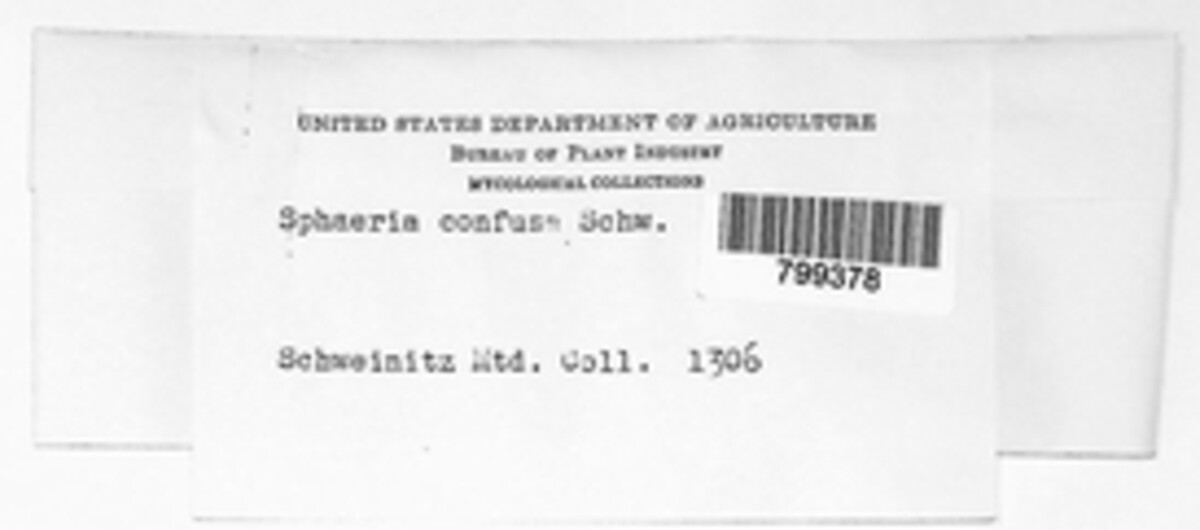 UNITED STATES DEPARTMENT OF AGRICULTURE
BUREAU OF PLANT INDUSTRY
MYCOLOGICAL COLLECTIONS
Sphaeria confusa Schw.
799378
Schweinitz Mtd. Coll. 1306